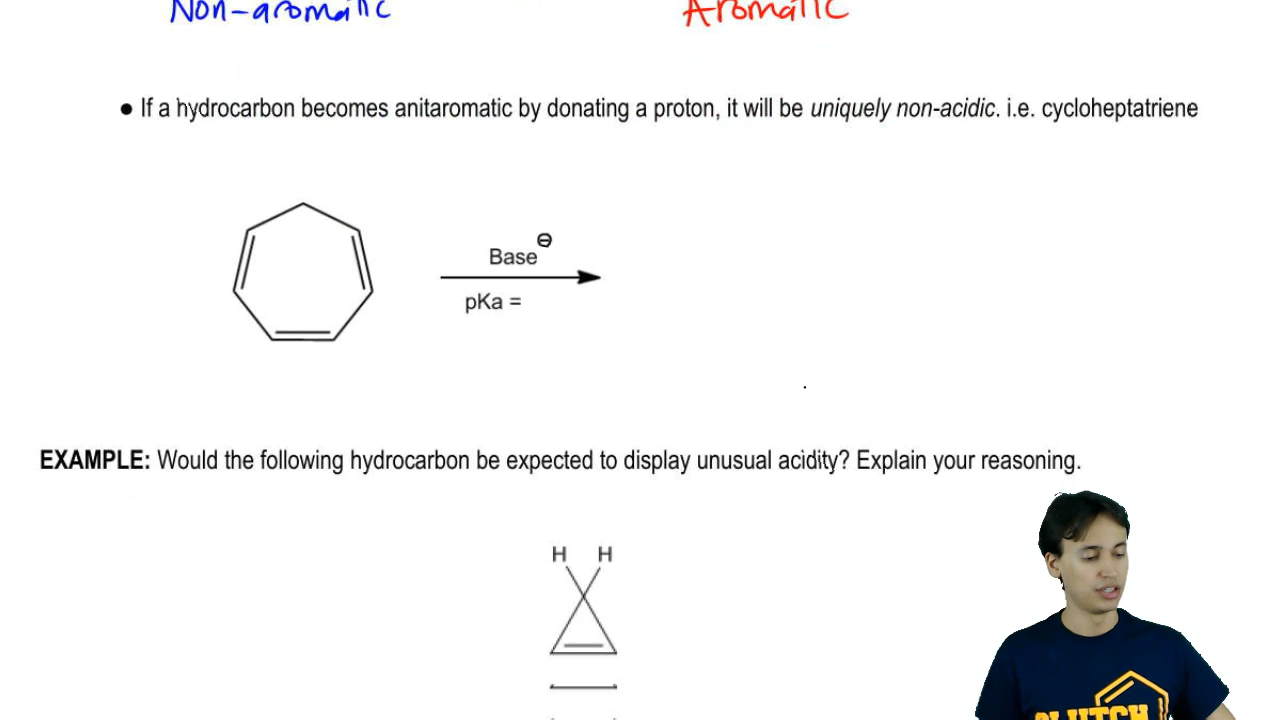 Non-aromatic
Aromatic
● If a hydrocarbon becomes anitaromatic by donating a proton, it will be uniquely non-acidic. i.e. cycloheptatriene
Base⊖
pKa =
EXAMPLE: Would the following hydrocarbon be expected to display unusual acidity? Explain your reasoning.
H H
CLUTCH